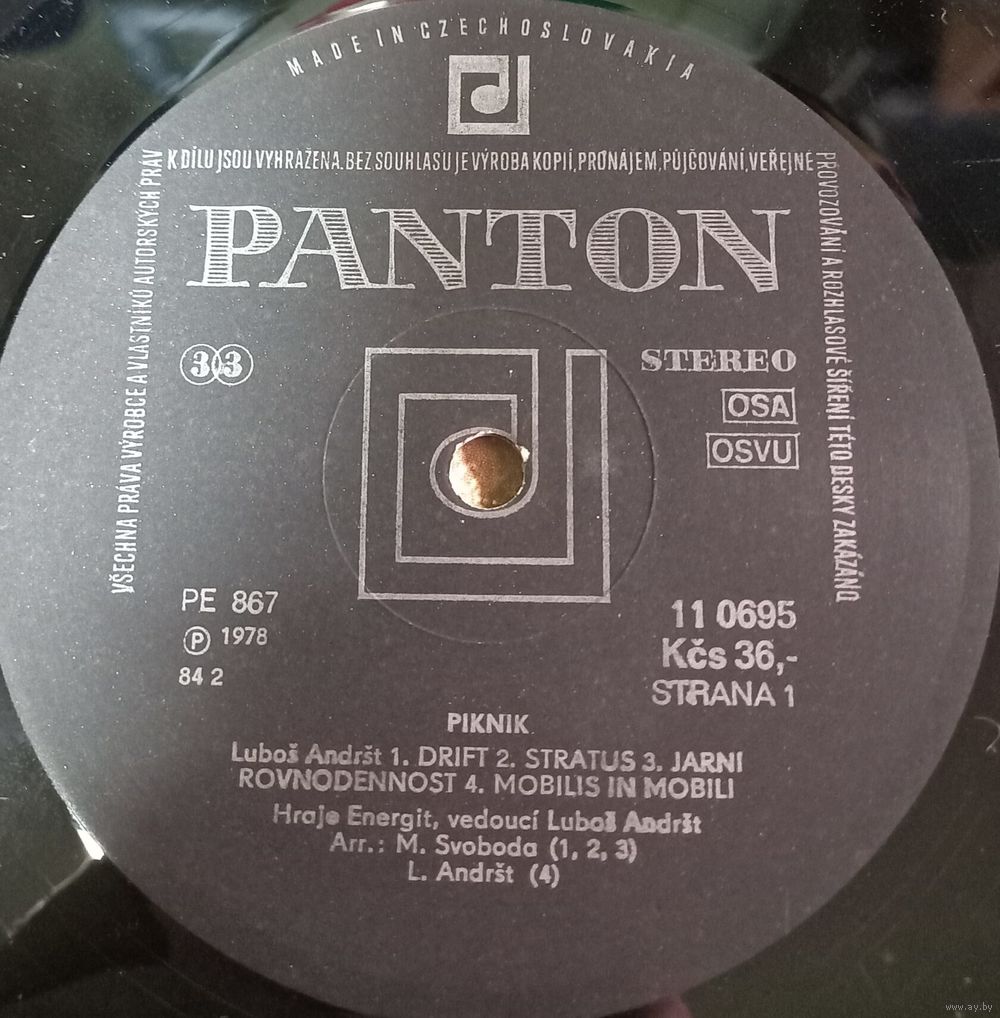 MADE IN CZECHOSLOVAKIA
VŠECHNA PRÁVA VÝROBCE A VLASTNÍKŮ AUTORSKÝCH PRÁV
K DÍLU JSOU VYHRAŽENA. BEZ SOUHLASU JE VÝROBA KOPIÍ, PRONÁJEM, PŮJČOVÁNÍ, VEŘEJNÉ
PROVOZOVÁNÍ A ROZHLASOVÉ ŠÍŘENÍ TÉTO DESKY ZAKÁZÁNO
PANTON
33
STEREO
OSA
OSVU
PE 867
Ⓟ 1978
84 2
11 0695
Kčs 36,-
STRANA 1
PIKNIK
Luboš Andršt 1. DRIFT 2. STRATUS 3. JARNI
ROVNODENNOST 4. MOBILIS IN MOBILI
Hraje Energit, vedoucí Luboš Andršt
Arr.: M. Svoboda (1, 2, 3)
L. Andršt (4)
www.ay.by